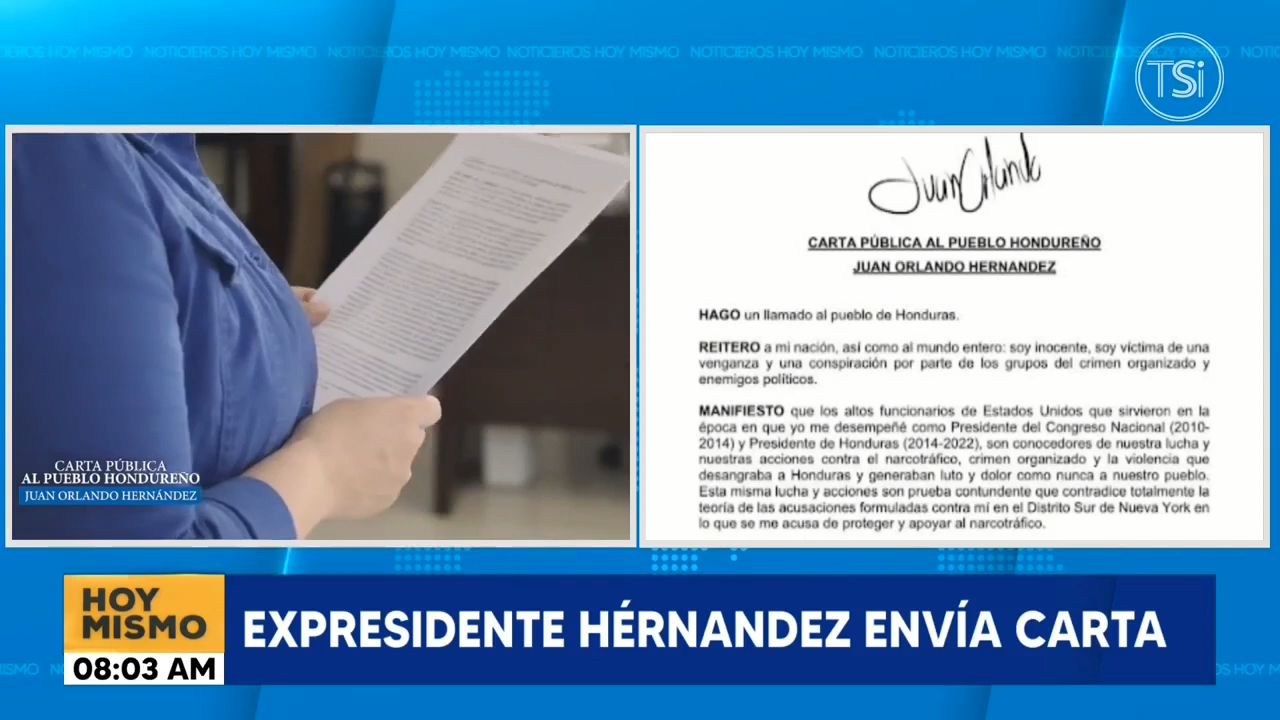 NOTICIEROS HOY MISMO NOTICIEROS HOY MISMO NOTICIEROS HOY MISMO NOTICIEROS HOY MISMO
TSi
Juan Orlando
CARTA PÚBLICA AL PUEBLO HONDUREÑO
JUAN ORLANDO HERNANDEZ
HAGO un llamado al pueblo de Honduras.
REITERO a mi nación, así como al mundo entero: soy inocente, soy víctima de una
venganza y una conspiración por parte de los grupos del crimen organizado y
enemigos políticos.
MANIFIESTO que los altos funcionarios de Estados Unidos que sirvieron en la
época en que yo me desempeñé como Presidente del Congreso Nacional (2010-
2014) y Presidente de Honduras (2014-2022), son conocedores de nuestra lucha y
nuestras acciones contra el narcotráfico, crimen organizado y la violencia que
desangraba a Honduras y generaban luto y dolor como nunca a nuestro pueblo.
Esta misma lucha y acciones son prueba contundente que contradice totalmente la
teoría de las acusaciones formuladas contra mí en el Distrito Sur de Nueva York en
lo que se me acusa de proteger y apoyar al narcotráfico.
CARTA PÚBLICA
AL PUEBLO HONDUREÑO
JUAN ORLANDO HERNÁNDEZ
HOY
MISMO
08:03 AM
EXPRESIDENTE HÉRNANDEZ ENVÍA CARTA